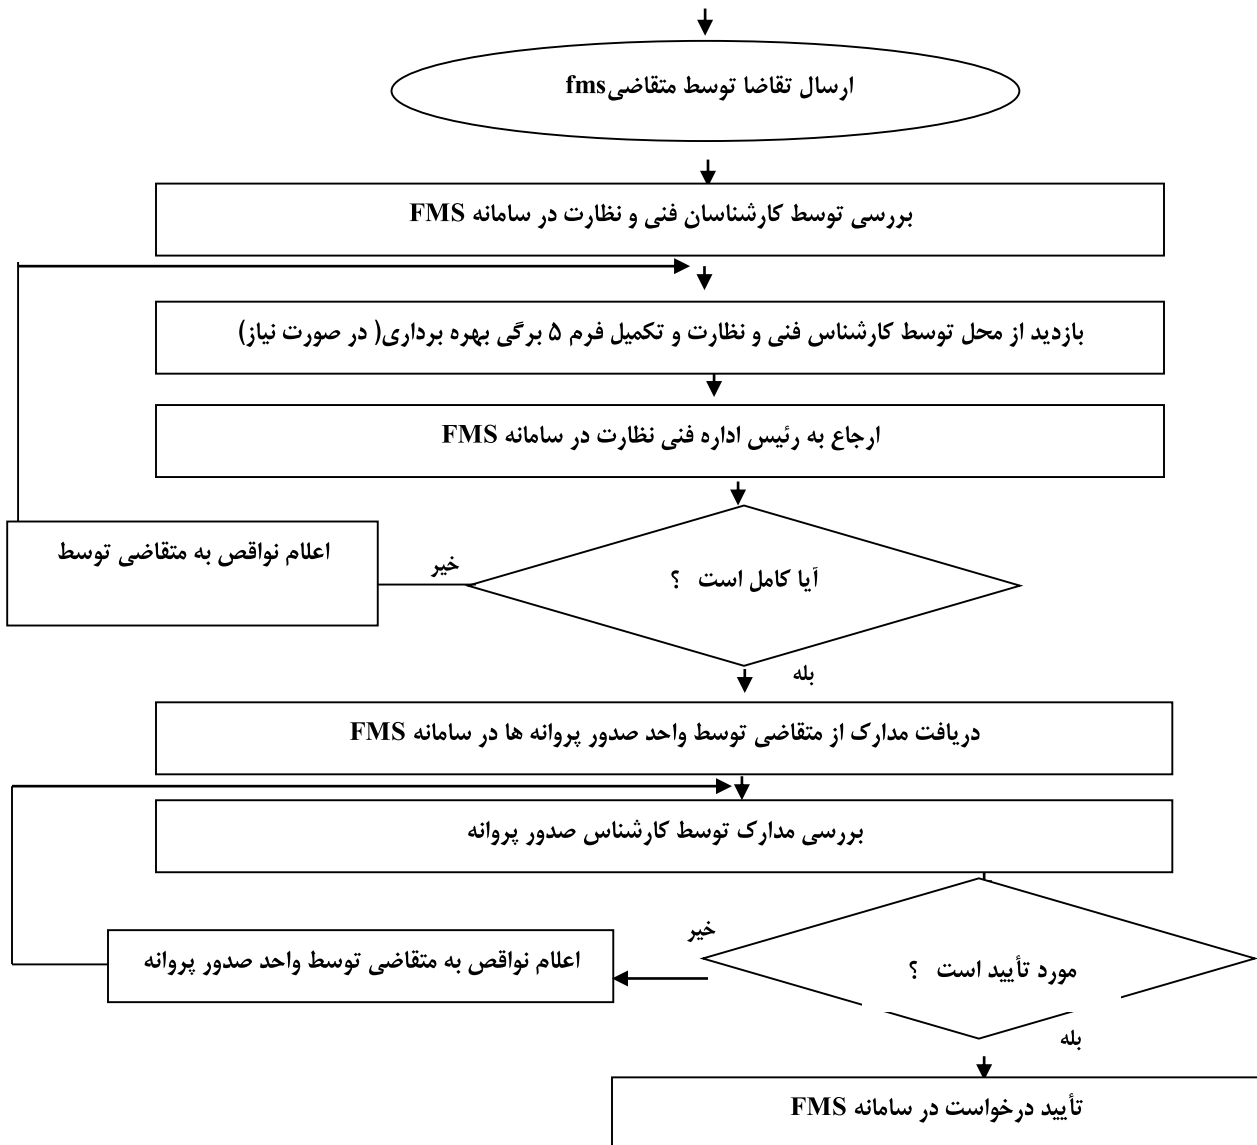 ارسال تقاضا توسط متقاضیfms
بررسی توسط کارشناسان فنی و نظارت در سامانه FMS
بازدید از محل توسط کارشناس فنی و نظارت و تکمیل فرم ۵ برگی بهره برداری( در صورت نیاز)
ارجاع به رئیس اداره فنی نظارت در سامانه FMS
آیا کامل است ؟
خیر
اعلام نواقص به متقاضی توسط
بله
دریافت مدارک از متقاضی توسط واحد صدور پروانه ها در سامانه FMS
بررسی مدارک توسط کارشناس صدور پروانه
مورد تأیید است ؟
خیر
اعلام نواقص به متقاضی توسط واحد صدور پروانه
بله
تأیید درخواست در سامانه FMS